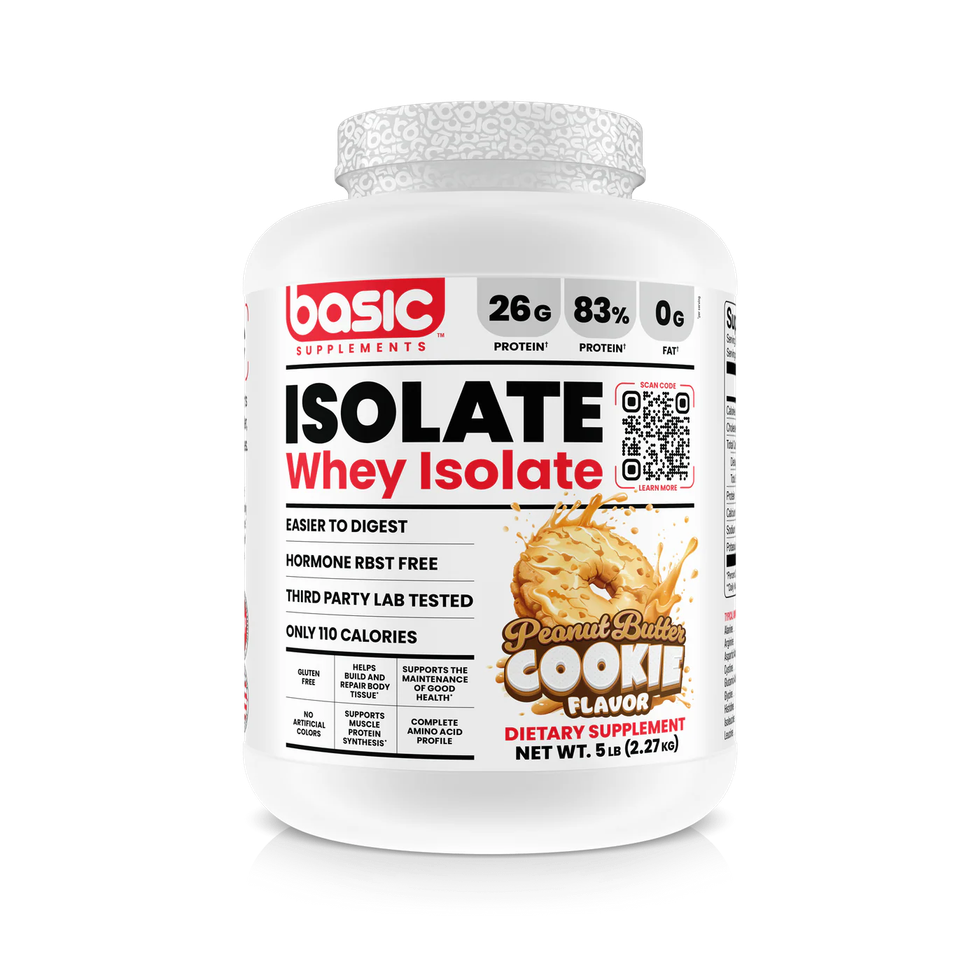 basic
SUPPLEMENTS
™
26G
PROTEIN†
83%
PROTEIN†
0G
FAT†
ISOLATE
Whey Isolate
SCAN CODE
LEARN MORE
EASIER TO DIGEST
HORMONE RBST FREE
THIRD PARTY LAB TESTED
ONLY 110 CALORIES
GLUTEN
FREE
HELPS
BUILD AND
REPAIR BODY
TISSUE*
SUPPORTS THE
MAINTENANCE
OF GOOD
HEALTH*
NO
ARTIFICIAL
COLORS
SUPPORTS
MUSCLE
PROTEIN
SYNTHESIS*
COMPLETE
AMINO ACID
PROFILE
Peanut Butter
COOKIE
FLAVOR
DIETARY SUPPLEMENT
NET WT. 5 LB (2.27 KG)